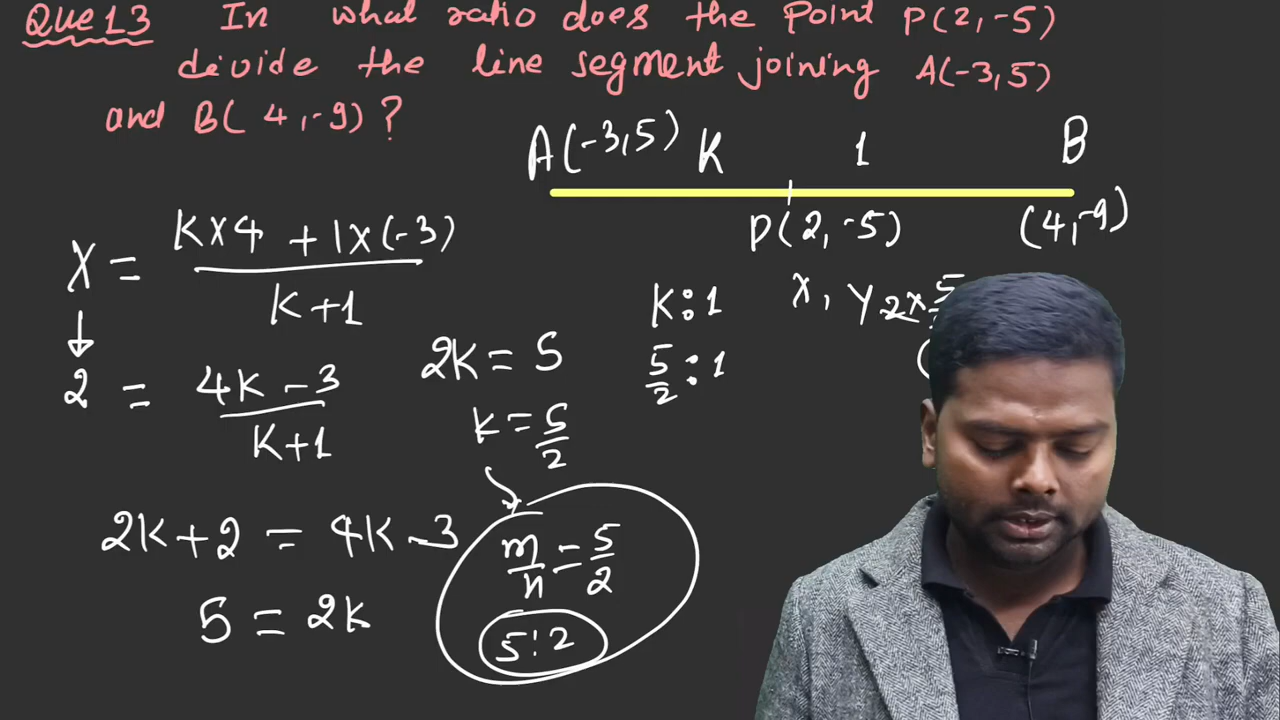 Que 13 In what ratio does the Point P(2,-5)
divide the line segment joining A(-3,5)
and B( 4,-9)?
A(-3,5) K 1 B
P(2,-5) (4,-9)
X = K×4 + 1×(-3)
K+1
K:1 X, Y 2×5
↓
2 = 4K-3
K+1
2K = 5
5/2 : 1
K = 5/2
2K+2 = 4K-3
m/n = 5/2
5 = 2K
5:2